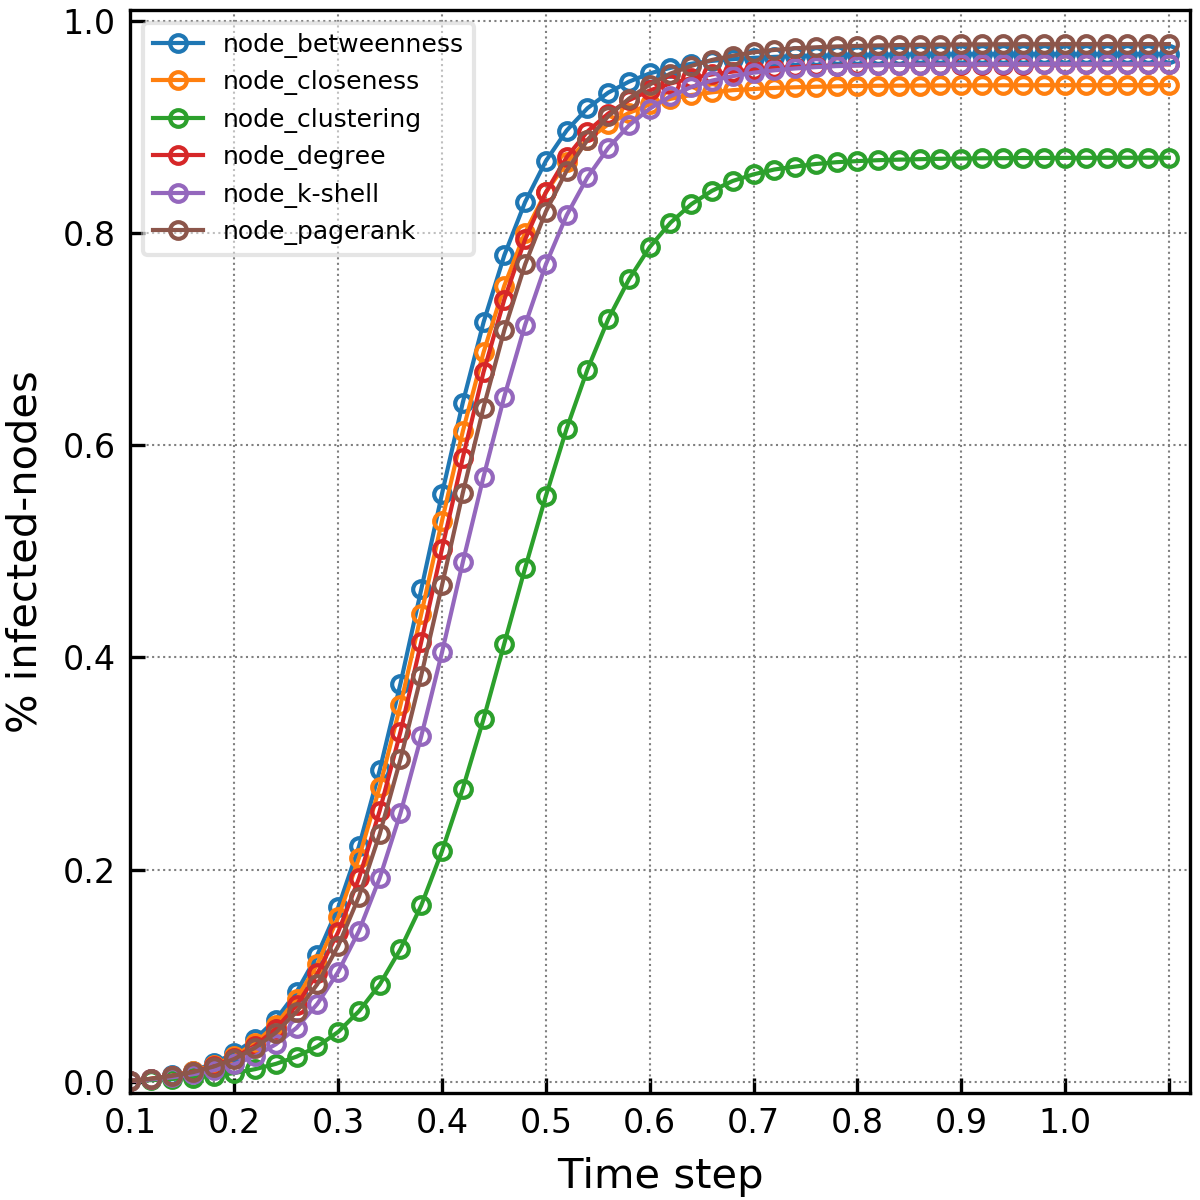 node_betweenness
node_closeness
node_clustering
node_degree
node_k-shell
node_pagerank
% infected-nodes
1.0
0.8
0.6
0.4
0.2
0.0
0.1 0.2 0.3 0.4 0.5 0.6 0.7 0.8 0.9 1.0
Time step